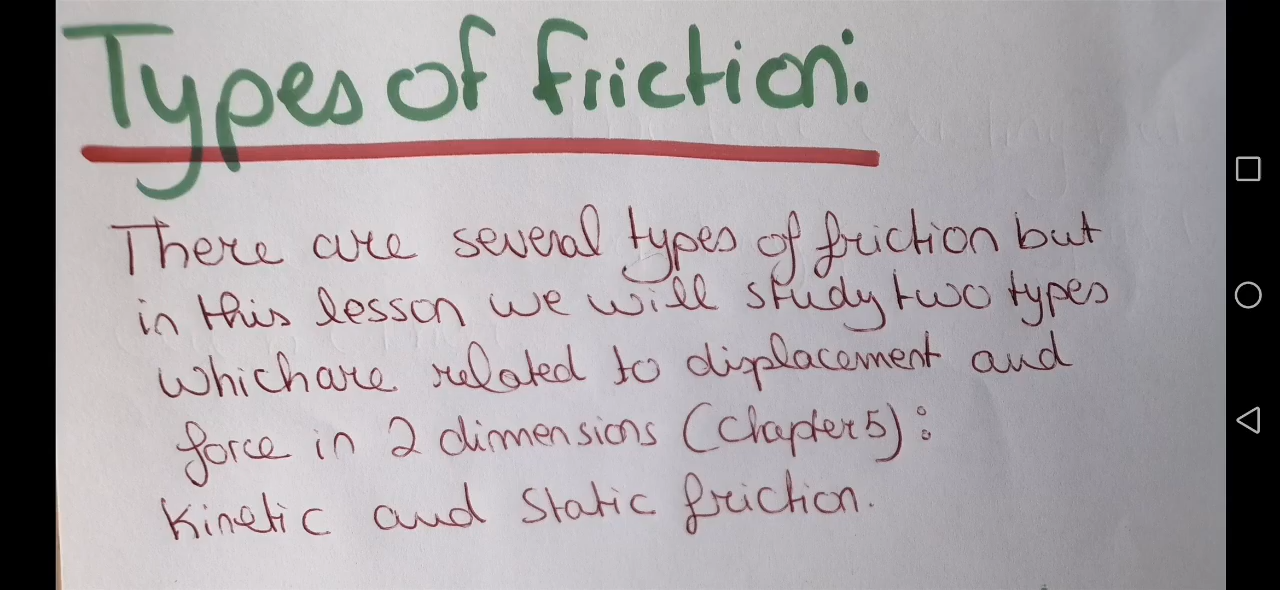 Types of friction:
There are several types of friction but
in this lesson we will study two types
which are related to displacement and
force in 2 dimensions (Chapter 5):
Kinetic and Static friction.